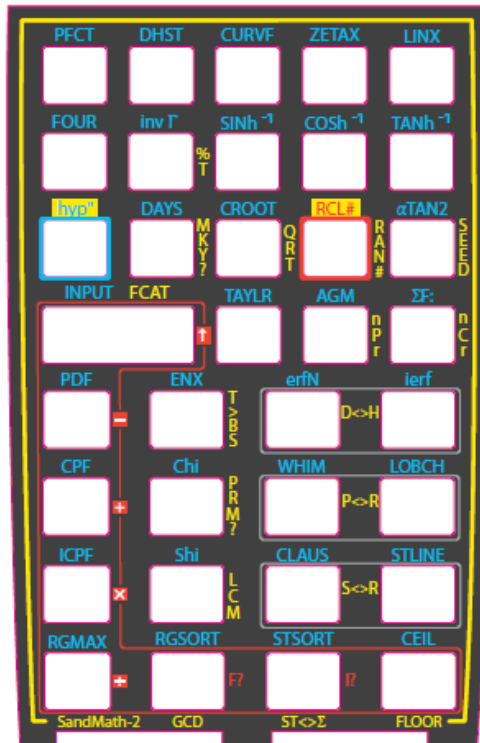 PFCT DHST CURVF ZETAX LINX
FOUR inv Γ % T SINh⁻¹ COSh⁻¹ TANh⁻¹
hyp" DAYS MKY? CROOT QRT RCL# RAN# αTAN2 SEED
INPUT FCAT ↑ TAYLR AGM nPr ΣF: nCr
PDF − ENX T>BS erfN D<>H ierf
CPF + Chi PRM? WHIM P<>R LOBCH
ICPF × Shi LCM CLAUS S<>R STLINE
RGMAX ÷ RGSORT F? STSORT I? CEIL
SandMath-2 GCD ST<>Σ FLOOR